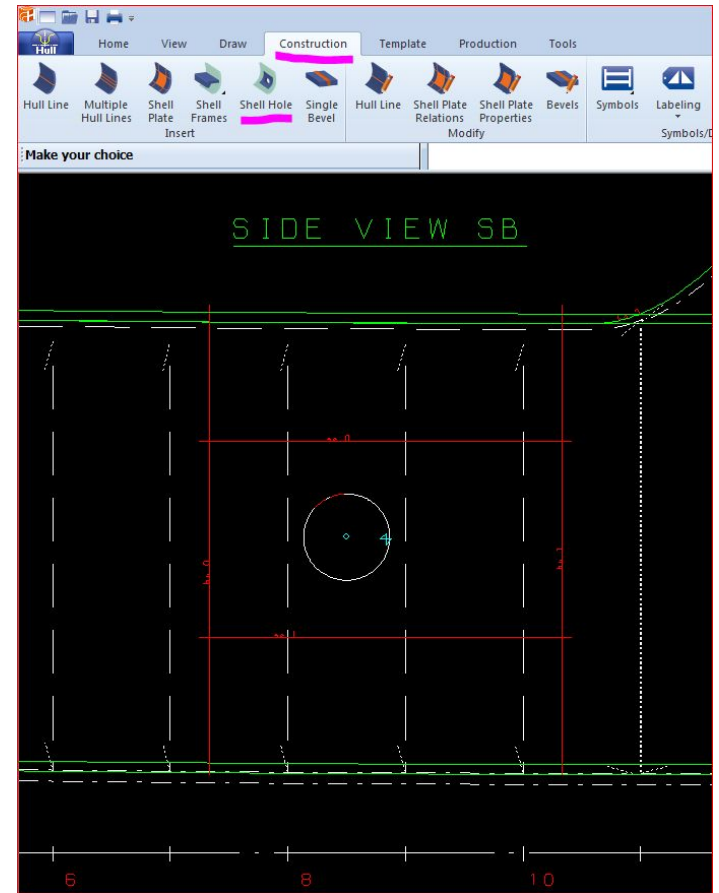 Hull
Home View Draw Construction Template Production Tools
Hull Line Multiple Hull Lines Shell Plate Shell Frames Shell Hole Single Bevel Hull Line Shell Plate Relations Shell Plate Properties Bevels Symbols Labeling
Insert Modify Symbols/D
Make your choice
SIDE VIEW SB
4
6 8 10